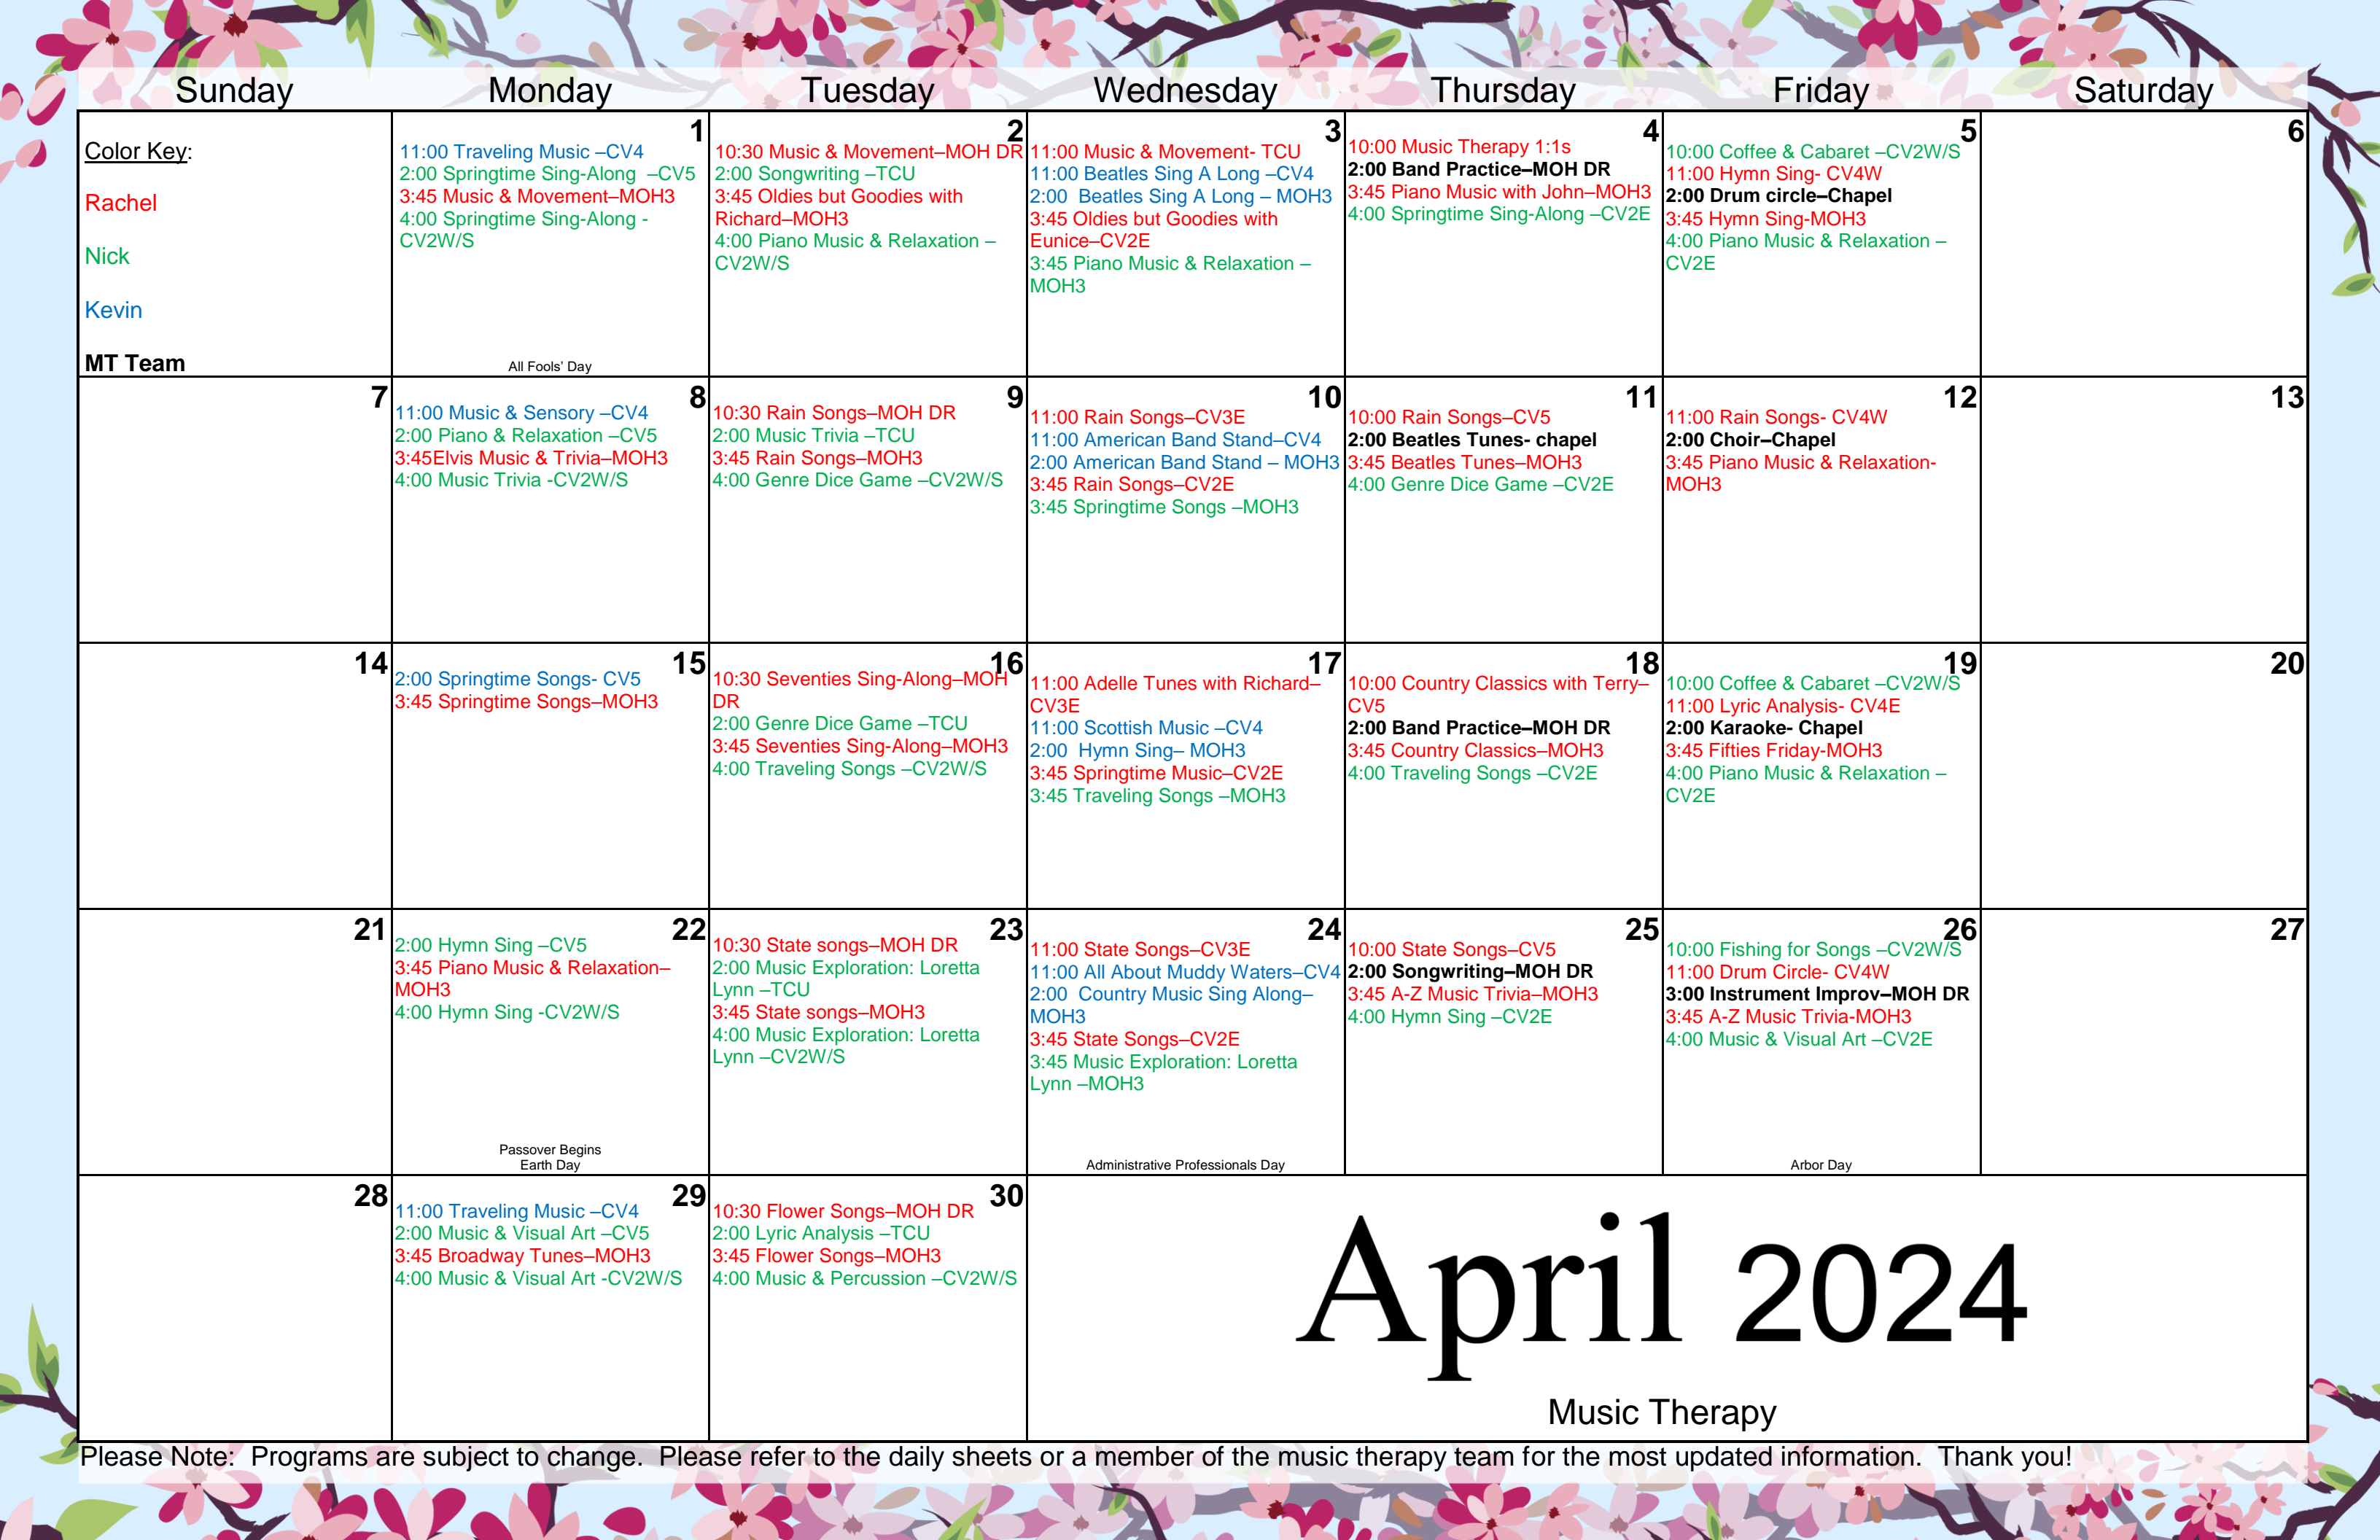 Sunday Monday Tuesday Wednesday Thursday Friday Saturday
Color Key:
Rachel
Nick
Kevin
MT Team
1
11:00 Traveling Music –CV4
2:00 Springtime Sing-Along –CV5
3:45 Music & Movement–MOH3
4:00 Springtime Sing-Along -
CV2W/S
All Fools' Day
2
10:30 Music & Movement–MOH DR
2:00 Songwriting –TCU
3:45 Oldies but Goodies with
Richard–MOH3
4:00 Piano Music & Relaxation –
CV2W/S
3
11:00 Music & Movement- TCU
11:00 Beatles Sing A Long –CV4
2:00 Beatles Sing A Long – MOH3
3:45 Oldies but Goodies with
Eunice–CV2E
3:45 Piano Music & Relaxation –
MOH3
4
10:00 Music Therapy 1:1s
2:00 Band Practice–MOH DR
3:45 Piano Music with John–MOH3
4:00 Springtime Sing-Along –CV2E
5
10:00 Coffee & Cabaret –CV2W/S
11:00 Hymn Sing- CV4W
2:00 Drum circle–Chapel
3:45 Hymn Sing-MOH3
4:00 Piano Music & Relaxation –
CV2E
6
7
8
11:00 Music & Sensory –CV4
2:00 Piano & Relaxation –CV5
3:45Elvis Music & Trivia–MOH3
4:00 Music Trivia -CV2W/S
9
10:30 Rain Songs–MOH DR
2:00 Music Trivia –TCU
3:45 Rain Songs–MOH3
4:00 Genre Dice Game –CV2W/S
10
11:00 Rain Songs–CV3E
11:00 American Band Stand–CV4
2:00 American Band Stand – MOH3
3:45 Rain Songs–CV2E
3:45 Springtime Songs –MOH3
11
10:00 Rain Songs–CV5
2:00 Beatles Tunes- chapel
3:45 Beatles Tunes–MOH3
4:00 Genre Dice Game –CV2E
12
11:00 Rain Songs- CV4W
2:00 Choir–Chapel
3:45 Piano Music & Relaxation-
MOH3
13
14
15
2:00 Springtime Songs- CV5
3:45 Springtime Songs–MOH3
16
10:30 Seventies Sing-Along–MOH
DR
2:00 Genre Dice Game –TCU
3:45 Seventies Sing-Along–MOH3
4:00 Traveling Songs –CV2W/S
17
11:00 Adelle Tunes with Richard–
CV3E
11:00 Scottish Music –CV4
2:00 Hymn Sing– MOH3
3:45 Springtime Music–CV2E
3:45 Traveling Songs –MOH3
18
10:00 Country Classics with Terry–
CV5
2:00 Band Practice–MOH DR
3:45 Country Classics–MOH3
4:00 Traveling Songs –CV2E
19
10:00 Coffee & Cabaret –CV2W/S
11:00 Lyric Analysis- CV4E
2:00 Karaoke- Chapel
3:45 Fifties Friday-MOH3
4:00 Piano Music & Relaxation –
CV2E
20
21
22
2:00 Hymn Sing –CV5
3:45 Piano Music & Relaxation–
MOH3
4:00 Hymn Sing -CV2W/S
Passover Begins
Earth Day
23
10:30 State songs–MOH DR
2:00 Music Exploration: Loretta
Lynn –TCU
3:45 State songs–MOH3
4:00 Music Exploration: Loretta
Lynn –CV2W/S
24
11:00 State Songs–CV3E
11:00 All About Muddy Waters–CV4
2:00 Country Music Sing Along–
MOH3
3:45 State Songs–CV2E
3:45 Music Exploration: Loretta
Lynn –MOH3
Administrative Professionals Day
25
10:00 State Songs–CV5
2:00 Songwriting–MOH DR
3:45 A-Z Music Trivia–MOH3
4:00 Hymn Sing –CV2E
26
10:00 Fishing for Songs –CV2W/S
11:00 Drum Circle- CV4W
3:00 Instrument Improv–MOH DR
3:45 A-Z Music Trivia-MOH3
4:00 Music & Visual Art –CV2E
Arbor Day
27
28
29
11:00 Traveling Music –CV4
2:00 Music & Visual Art –CV5
3:45 Broadway Tunes–MOH3
4:00 Music & Visual Art -CV2W/S
30
10:30 Flower Songs–MOH DR
2:00 Lyric Analysis –TCU
3:45 Flower Songs–MOH3
4:00 Music & Percussion –CV2W/S
April 2024
Music Therapy
Please Note: Programs are subject to change. Please refer to the daily sheets or a member of the music therapy team for the most updated information. Thank you!